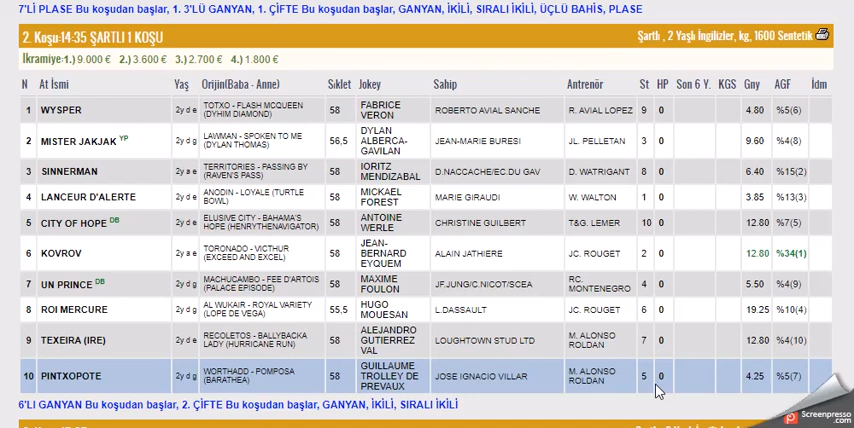 7'Lİ PLASE Bu koşudan başlar, 1. 3'LÜ GANYAN, 1. ÇİFTE Bu koşudan başlar, GANYAN, İKİLİ, SIRALI İKİLİ, ÜÇLÜ BAHİS, PLASE
2. Koşu:14-35 ŞARTLI 1 KOŞU Şartlı , 2 Yaşlı İngilizler, kg, 1600 Sentetik
İkramiye:1.) 9.000 € 2.) 3.600 € 3.) 2.700 € 4.) 1.800 €
N At İsmi Yaş Orijin(Baba - Anne) Sıklet Jokey Sahip Antrenör St HP Son 6 Y. KGS Gny AGF İdm
1 WYSPER 2y d e TOTXO - FLASH MCQUEEN (DYHIM DIAMOND) 58 FABRICE VERON ROBERTO AVIAL SANCHE R. AVIAL LOPEZ 9 0 4.80 %5(6)
2 MISTER JAKJAK YP 2y d g LAWMAN - SPOKEN TO ME (DYLAN THOMAS) 56,5 DYLAN ALBERCA-GAVILAN JEAN-MARIE BURESI JL. PELLETAN 3 0 9.60 %4(8)
3 SINNERMAN 2y a e TERRITORIES - PASSING BY (RAVEN'S PASS) 58 IORITZ MENDIZABAL D.NACCACHE/EC.DU GAV D. WATRIGANT 8 0 6.40 %15(2)
4 LANCEUR D'ALERTE 2y d e ANODIN - LOYALE (TURTLE BOWL) 58 MICKAEL FOREST MARIE GIRAUDI W. WALTON 1 0 3.85 %13(3)
5 CITY OF HOPE DB 2y d e ELUSIVE CITY - BAHAMA'S HOPE (HENRYTHENAVIGATOR) 58 ANTOINE WERLE CHRISTINE GUILBERT T&G. LEMER 10 0 12.80 %7(5)
6 KOVROV 2y a e TORONADO - VICTHUR (EXCEED AND EXCEL) 58 JEAN-BERNARD EYQUEM ALAIN JATHIERE JC. ROUGET 2 0 12.80 %34(1)
7 UN PRINCE DB 2y d g MACHUCAMBO - FEE D'ARTOIS (PALACE EPISODE) 58 MAXIME FOULON JF.JUNG/C.NICOT/SCEA RC. MONTENEGRO 4 0 5.50 %4(9)
8 ROI MERCURE 2y d g AL WUKAIR - ROYAL VARIETY (LOPE DE VEGA) 55,5 HUGO MOUESAN L.DASSAULT JC. ROUGET 6 0 19.25 %10(4)
9 TEXEIRA (IRE) 2y d e RECOLETOS - BALLYBACKA LADY (HURRICANE RUN) 58 ALEJANDRO GUTIERREZ VAL LOUGHTOWN STUD LTD M. ALONSO ROLDAN 7 0 12.80 %4(10)
10 PINTXOPOTE 2y d g WORTHADD - POMPOSA (BARATHEA) 58 GUILLAUME TROLLEY DE PREVAUX JOSE IGNACIO VILLAR M. ALONSO ROLDAN 5 0 4.25 %5(7)
6'LI GANYAN Bu koşudan başlar, 2. ÇİFTE Bu koşudan başlar, GANYAN, İKİLİ, SIRALI İKİLİ
Screenpresso
.com